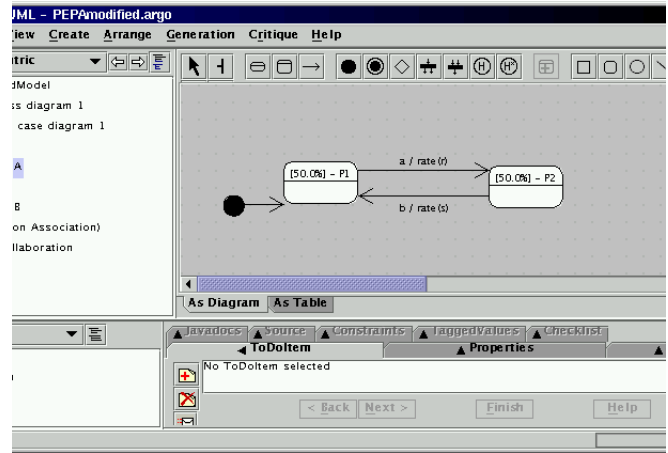 UML - PEPAmodified.argo
iew Create Arrange Generation Critique Help
tric
dModel
ss diagram 1
case diagram 1
A
B
on Association)
llaboration
H H*
[50.0%] - P1
a / rate(r)
[50.0%] - P2
b / rate(s)
As Diagram As Table
Javadocs Source Constraints TaggedValues Checklist
ToDoItem Properties
No ToDoItem selected
< Back Next > Finish Help